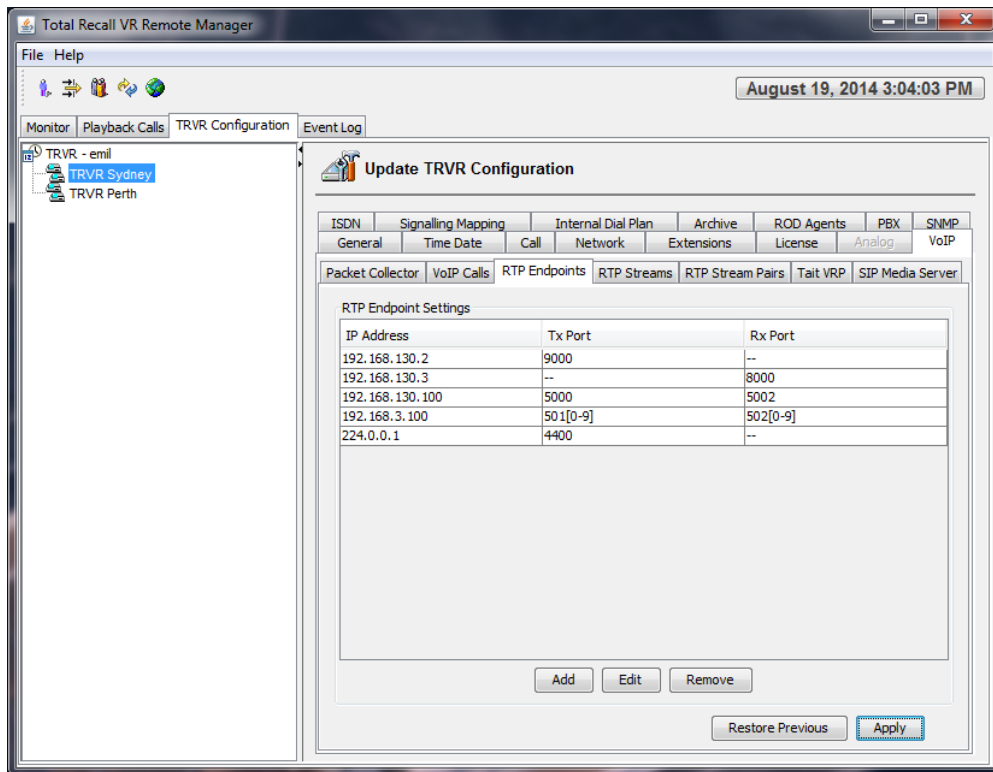 Total Recall VR Remote Manager
File Help
August 19, 2014 3:04:03 PM
Monitor Playback Calls TRVR Configuration Event Log
TRVR - emil
TRVR Sydney
TRVR Perth
Update TRVR Configuration
ISDN Signalling Mapping Internal Dial Plan Archive ROD Agents PBX SNMP
General Time Date Call Network Extensions License Analog VoIP
Packet Collector VoIP Calls RTP Endpoints RTP Streams RTP Stream Pairs Tait VRP SIP Media Server
RTP Endpoint Settings
IP Address Tx Port Rx Port
192.168.130.2 9000 --
192.168.130.3 -- 8000
192.168.130.100 5000 5002
192.168.3.100 501[0-9] 502[0-9]
224.0.0.1 4400 --
Add Edit Remove
Restore Previous Apply